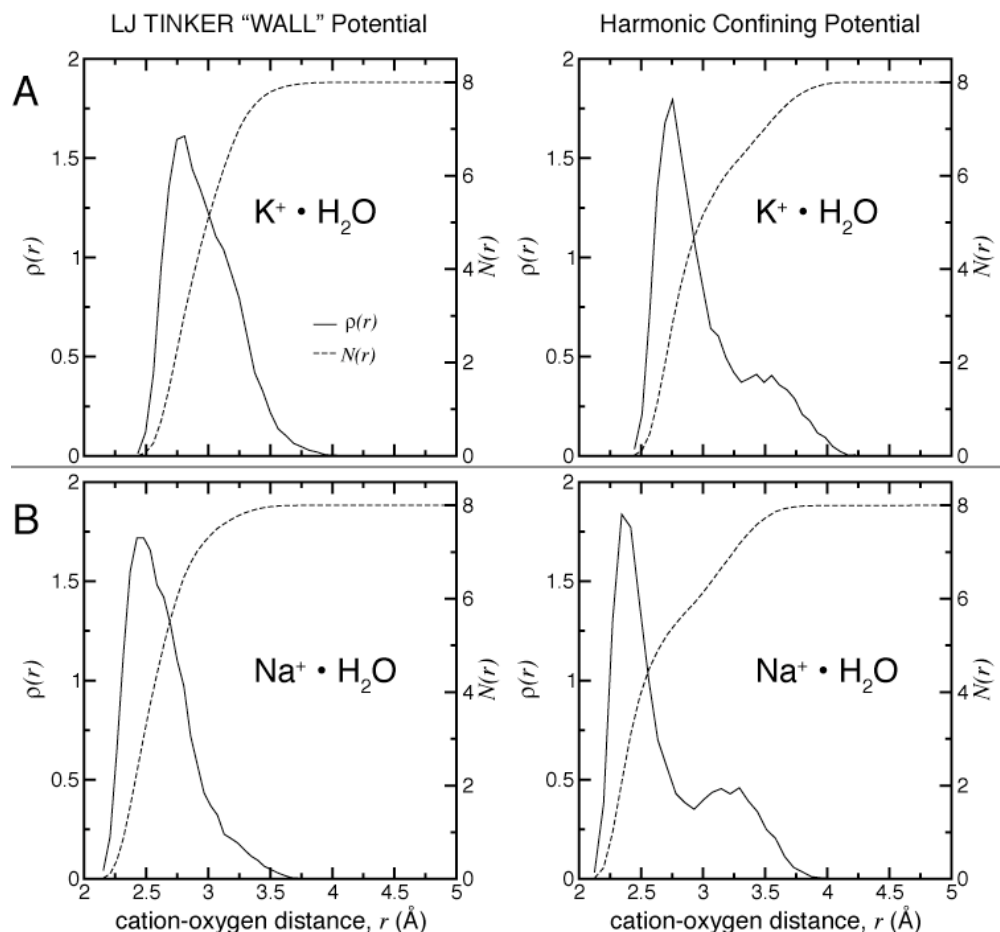 LJ TINKER “WALL” Potential
Harmonic Confining Potential
A
2
1.5
1
0.5
0
ρ(r)
8
6
4
2
0
N(r)
K⁺ • H₂O
ρ(r)
N(r)
2
1.5
1
0.5
0
ρ(r)
8
6
4
2
0
N(r)
K⁺ • H₂O
B
2
1.5
1
0.5
0
ρ(r)
8
6
4
2
0
N(r)
Na⁺ • H₂O
2 2.5 3 3.5 4 4.5 5
cation-oxygen distance, r (Å)
2
1.5
1
0.5
0
ρ(r)
8
6
4
2
0
N(r)
Na⁺ • H₂O
2 2.5 3 3.5 4 4.5 5
cation-oxygen distance, r (Å)